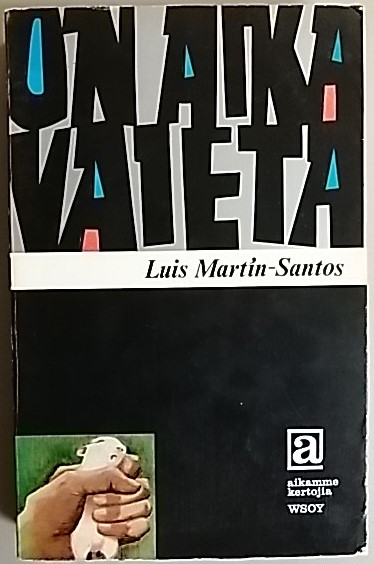 ON AIKA
VAIETA
Luis Martín-Santos
a
aikamme
kertojia
WSOY